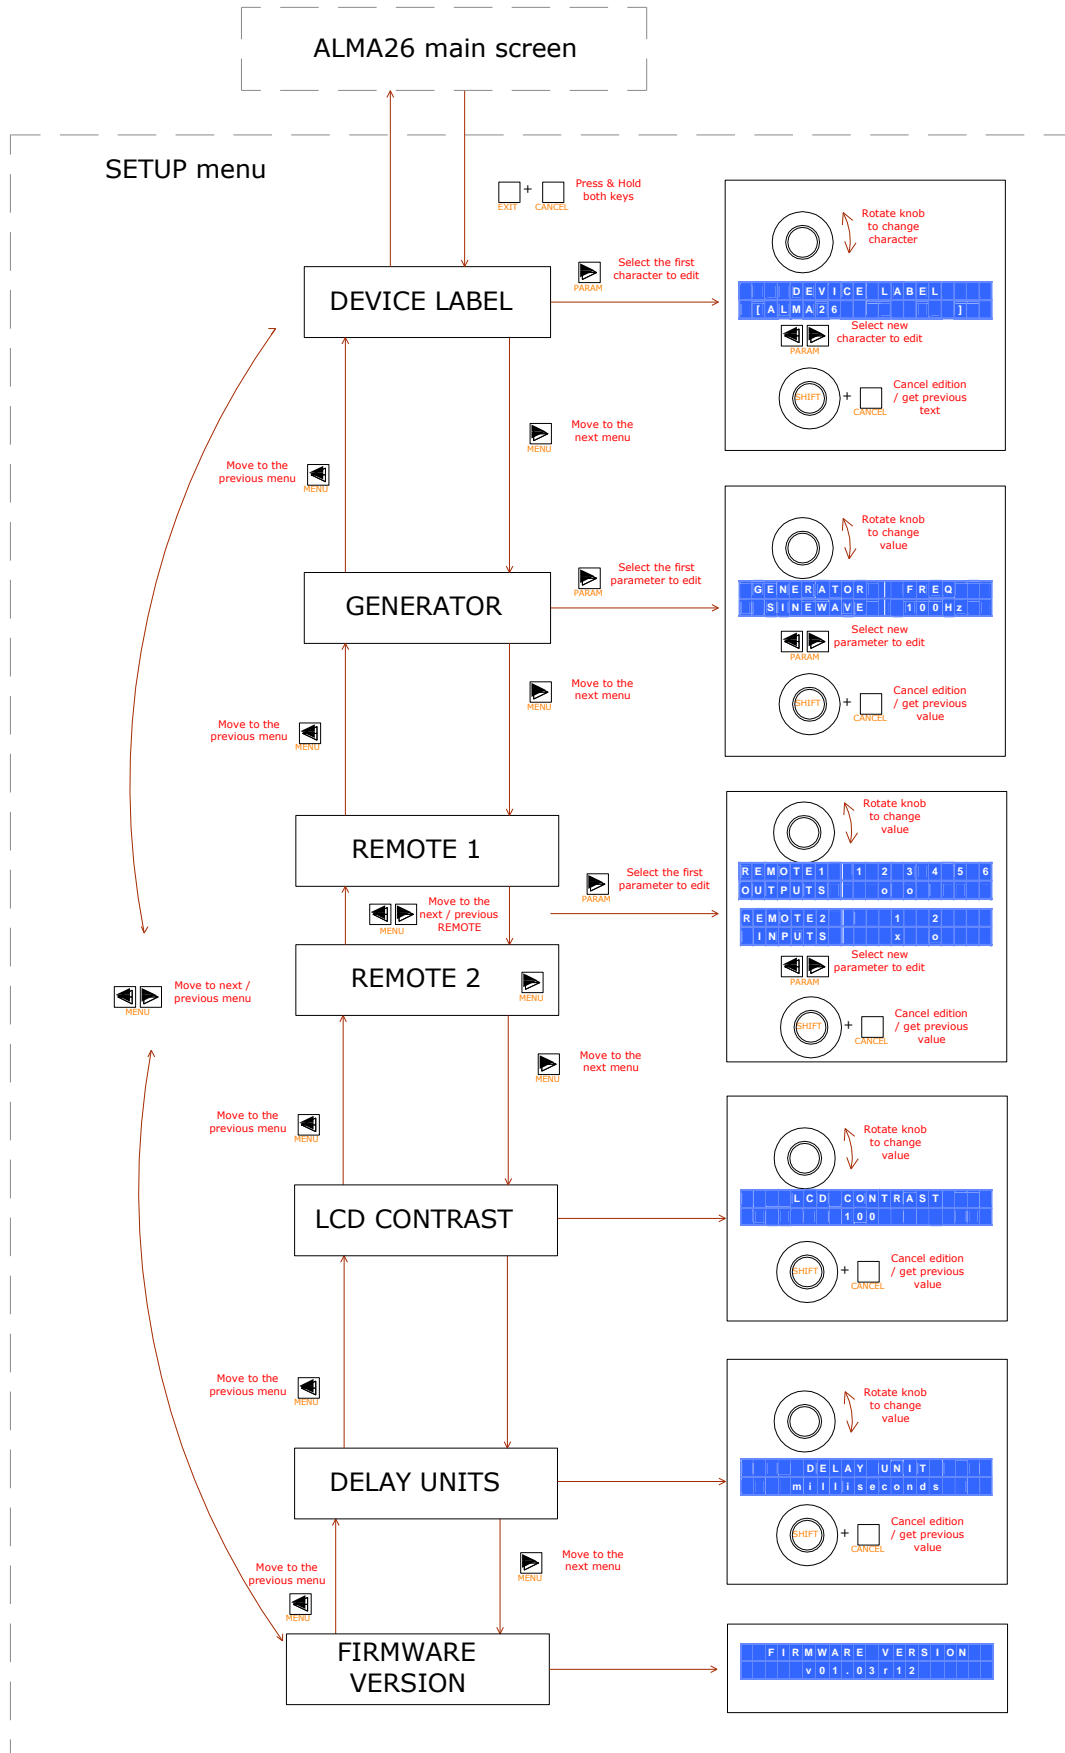 ALMA26 main screen
SETUP menu
+
Press & Hold
both keys
EXIT
CANCEL
Rotate knob
to change
character
DEVICE LABEL
Select the first
character to edit
PARAM
DEVICE LABEL
[ALMA26 _ ]
Select new
character to edit
PARAM
SHIFT
+
CANCEL
Cancel edition
/ get previous
text
Move to the
next menu
MENU
Move to the
previous menu
MENU
Rotate knob
to change
value
GENERATOR
Select the first
parameter to edit
PARAM
GENERATOR FREQ
SINEWAVE 100Hz
Select new
parameter to edit
PARAM
SHIFT
+
CANCEL
Cancel edition
/ get previous
value
Move to the
next menu
MENU
Move to the
previous menu
MENU
Rotate knob
to change
value
REMOTE 1
Select the first
parameter to edit
PARAM
REMOTE1 1 2 3 4 5 6
OUTPUTS o o
REMOTE2 1 2
INPUTS x o
Move to the
next / previous
REMOTE
MENU
REMOTE 2
MENU
Select new
parameter to edit
PARAM
SHIFT
+
CANCEL
Cancel edition
/ get previous
value
Move to next /
previous menu
MENU
Move to the
next menu
MENU
Move to the
previous menu
MENU
Rotate knob
to change
value
LCD CONTRAST
LCD CONTRAST
100
SHIFT
+
CANCEL
Cancel edition
/ get previous
value
Move to the
previous menu
MENU
Rotate knob
to change
value
DELAY UNITS
DELAY UNIT
milliseconds
SHIFT
+
CANCEL
Cancel edition
/ get previous
value
Move to the
next menu
MENU
Move to the
previous menu
MENU
FIRMWARE
VERSION
FIRMWARE VERSION
v01.03r12